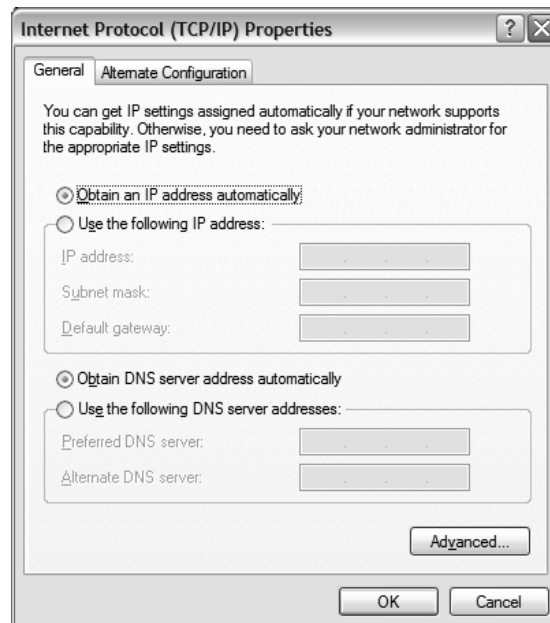 Internet Protocol (TCP/IP) Properties
General
Alternate Configuration
You can get IP settings assigned automatically if your network supports
this capability. Otherwise, you need to ask your network administrator for
the appropriate IP settings.
Obtain an IP address automatically
Use the following IP address:
IP address:
Subnet mask:
Default gateway:
Obtain DNS server address automatically
Use the following DNS server addresses:
Preferred DNS server:
Alternate DNS server:
Advanced...
OK
Cancel